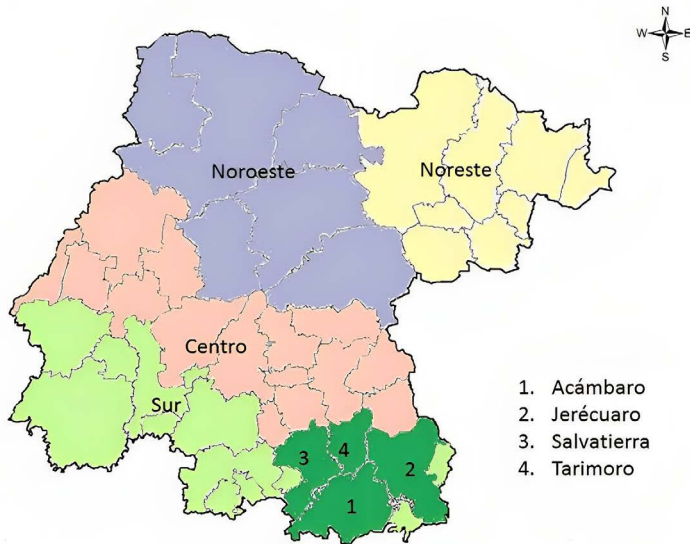 N
W E
S
Noroeste
Noreste
Centro
Sur
3
4
2
1
1. Acámbaro
2. Jerécuaro
3. Salvatierra
4. Tarimoro